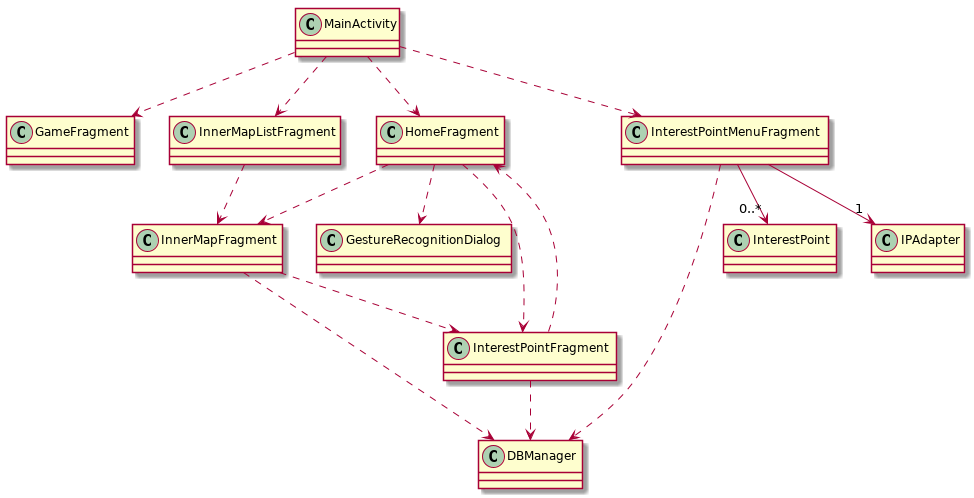 C MainActivity
C GameFragment
C InnerMapListFragment
C HomeFragment
C InterestPointMenuFragment
0..*
1
C InnerMapFragment
C GestureRecognitionDialog
C InterestPoint
C IPAdapter
C InterestPointFragment
C DBManager